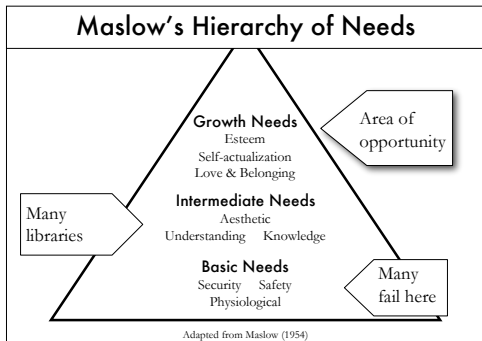 Maslow's Hierarchy of Needs
Growth Needs
Esteem
Self-actualization
Love & Belonging
Area of
opportunity
Intermediate Needs
Aesthetic
Understanding Knowledge
Many
libraries
Basic Needs
Security Safety
Physiological
Many
fail here
Adapted from Maslow (1954)